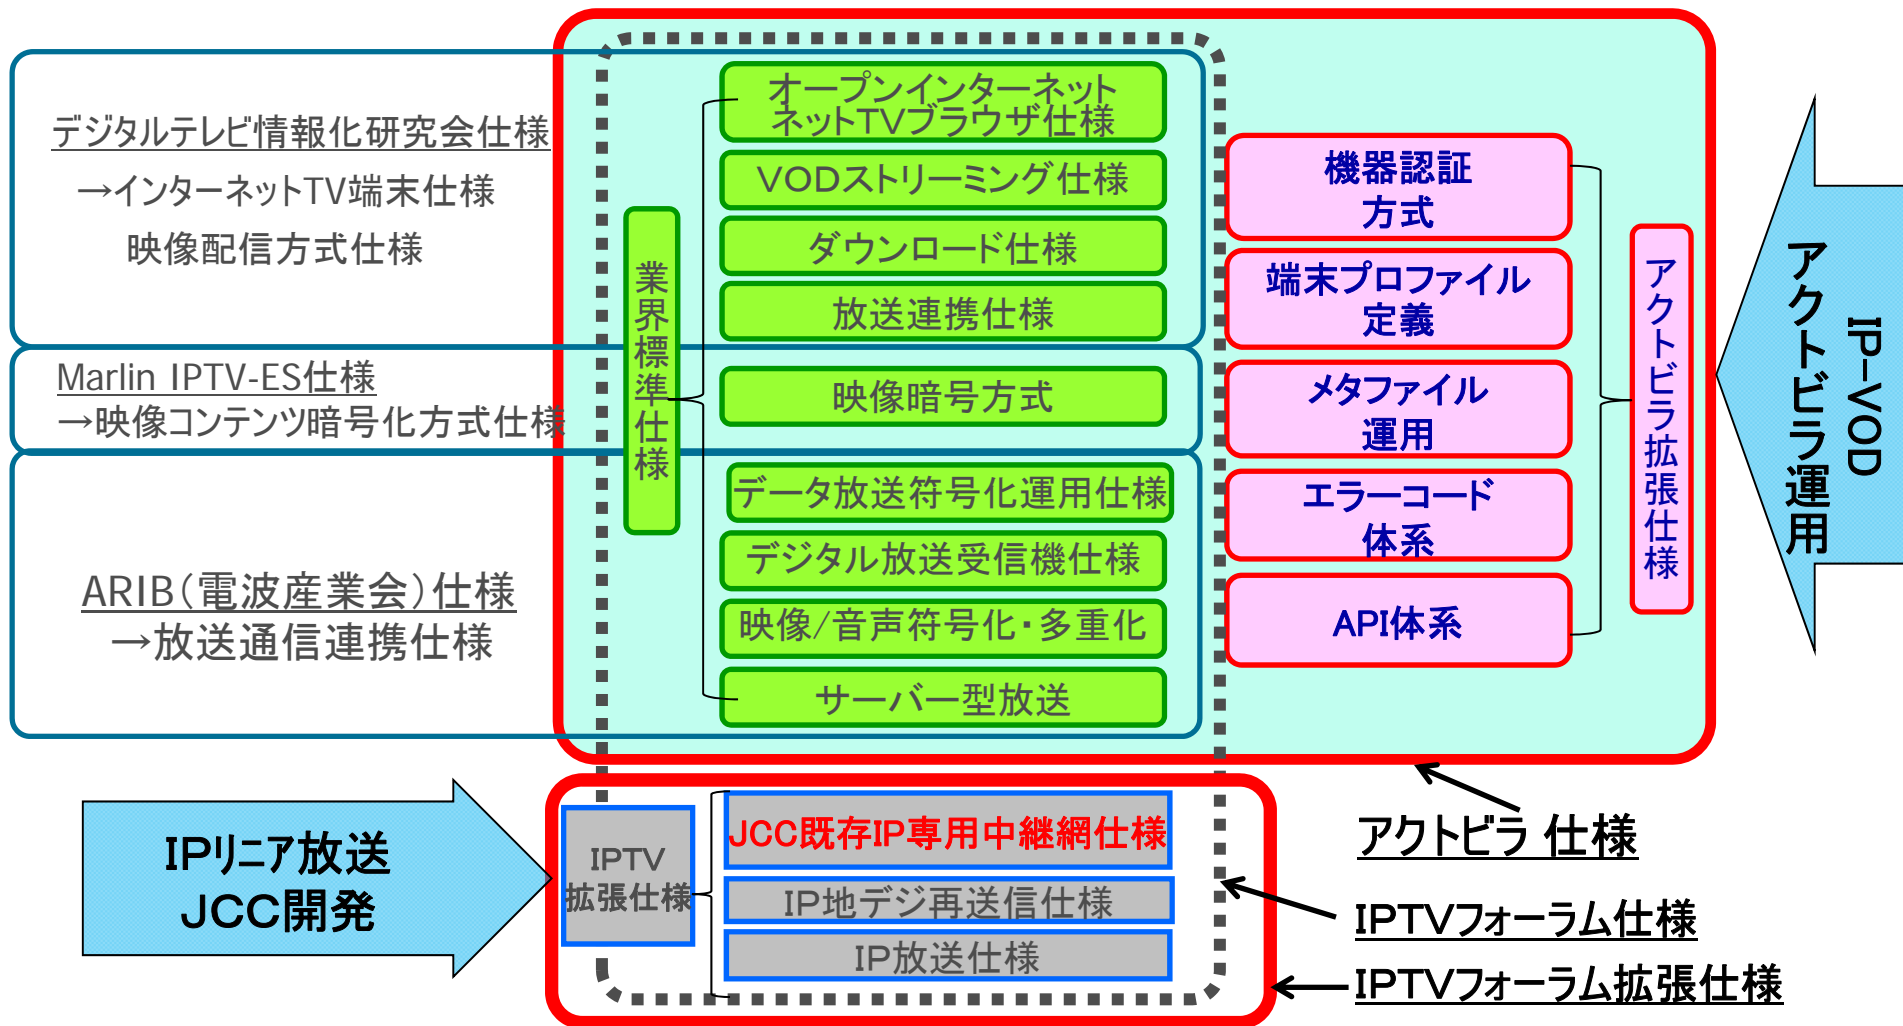 デジタルテレビ情報化研究会仕様
→インターネットTV端末仕様
映像配信方式仕様
Marlin IPTV-ES仕様
→映像コンテンツ暗号化方式仕様
ARIB(電波産業会)仕様
→放送通信連携仕様
業界標準仕様
オープンインターネット
ネットTVブラウザ仕様
VODストリーミング仕様
ダウンロード仕様
放送連携仕様
映像暗号方式
データ放送符号化運用仕様
デジタル放送受信機仕様
映像/音声符号化・多重化
サーバー型放送
機器認証
方式
端末プロファイル
定義
メタファイル
運用
エラーコード
体系
API体系
アクトビラ拡張仕様
IP-VOD
アクトビラ運用
IPリニア放送
JCC開発
IPTV
拡張仕様
JCC既存IP専用中継網仕様
IP地デジ再送信仕様
IP放送仕様
アクトビラ 仕様
IPTVフォーラム仕様
IPTVフォーラム拡張仕様